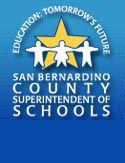 EDUCATION: TOMORROW'S FUTURE
SAN BERNARDINO
COUNTY
SUPERINTENDENT OF
SCHOOLS